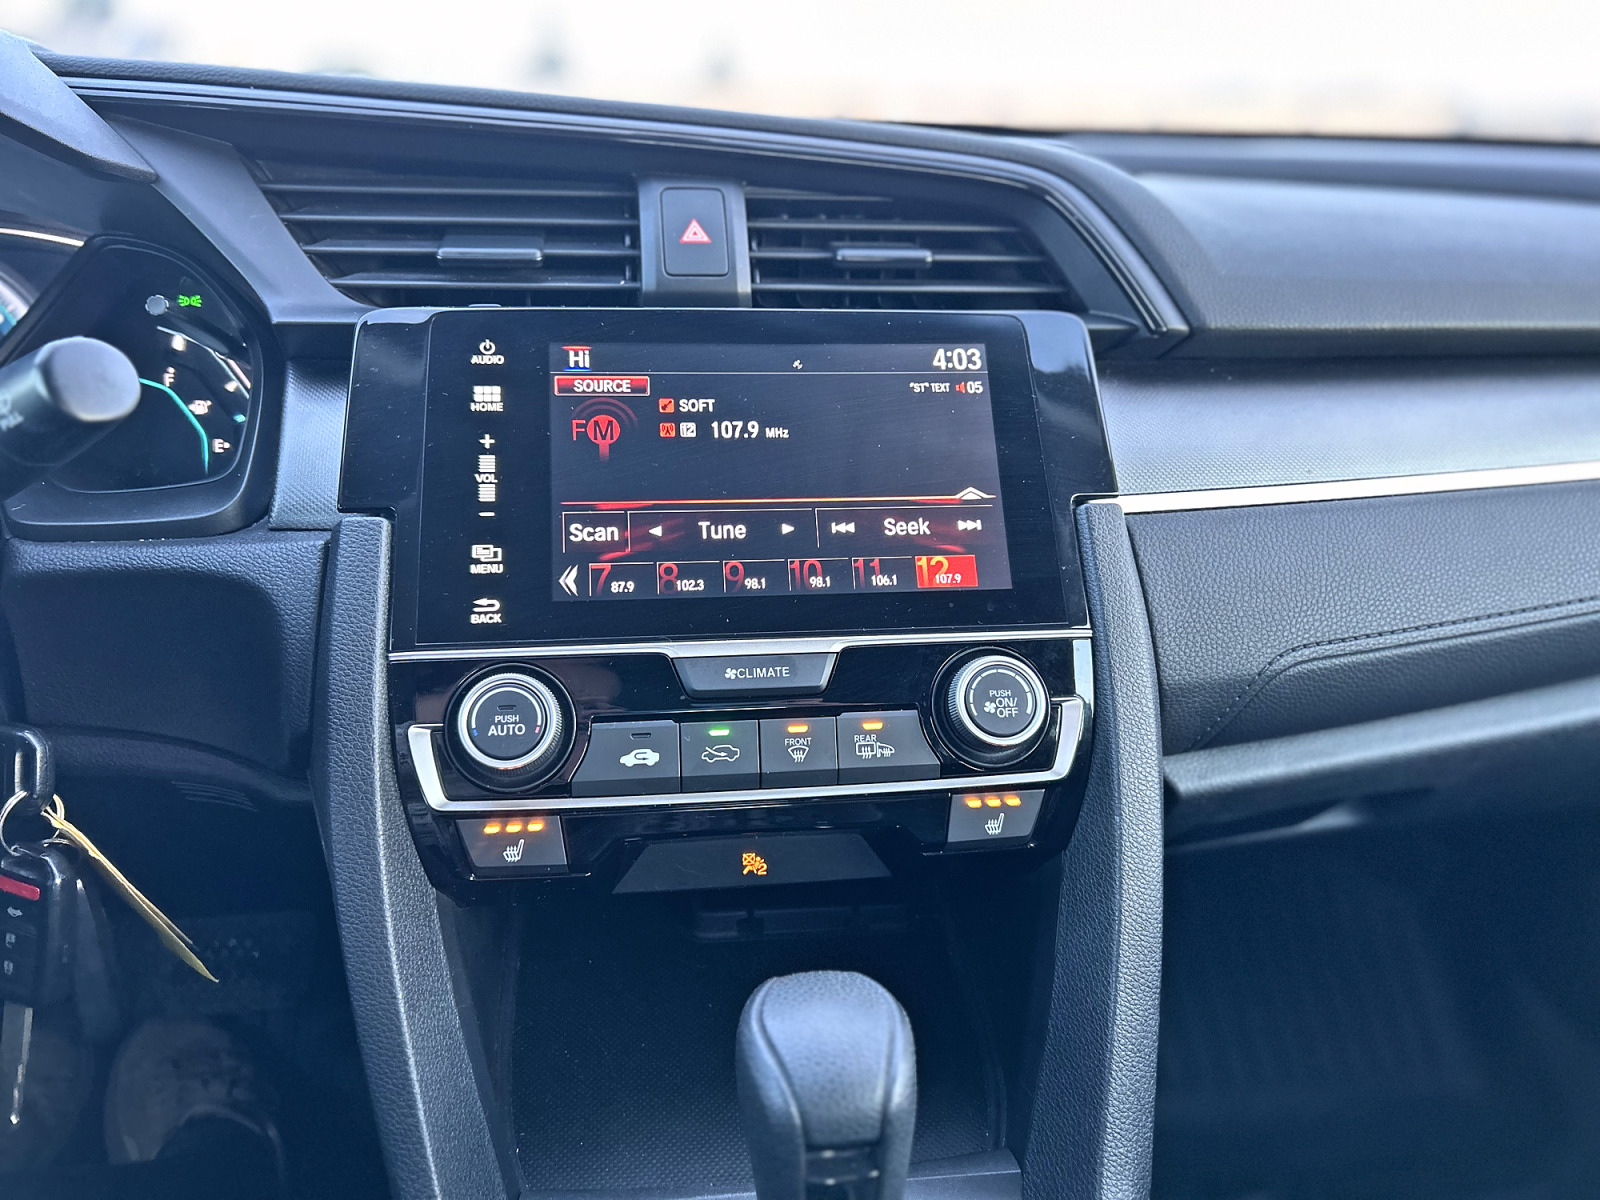 AUDIO
HOME
+
VOL
-
MENU
BACK
Hi
4:03
SOURCE
"ST" TEXT 05
FM
SOFT
12 107.9 MHz
Scan Tune Seek
7 87.9 8 102.3 9 98.1 10 98.1 11 106.1 12 107.9
CLIMATE
PUSH
AUTO
PUSH
ON/
OFF
FRONT
REAR
2
F
E